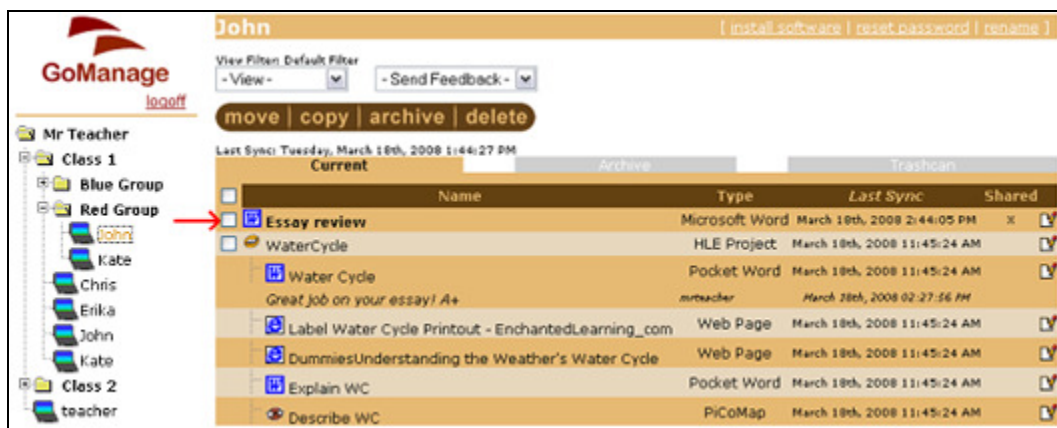 GoManage
logoff
Mr Teacher
Class 1
Blue Group
Red Group
John
Kate
Chris
Erika
John
Kate
Class 2
teacher
John [ install software | reset password | rename ]
View Filter: Default Filter
- View - - Send Feedback -
move | copy | archive | delete
Last Sync: Tuesday, March 18th, 2008 1:44:27 PM
Current Archive Trashcan
Name Type Last Sync Shared
Essay review Microsoft Word March 18th, 2008 2:44:05 PM x
WaterCycle HLE Project March 18th, 2008 11:45:24 AM
Water Cycle Pocket Word March 18th, 2008 11:45:24 AM
Great job on your essay! A+ mrteacher March 18th, 2008 02:27:56 PM
Label Water Cycle Printout - EnchantedLearning_com Web Page March 18th, 2008 11:45:24 AM
DummiesUnderstanding the Weather's Water Cycle Web Page March 18th, 2008 11:45:24 AM
Explain WC Pocket Word March 18th, 2008 11:45:24 AM
Describe WC PiCoMap March 18th, 2008 11:45:24 AM